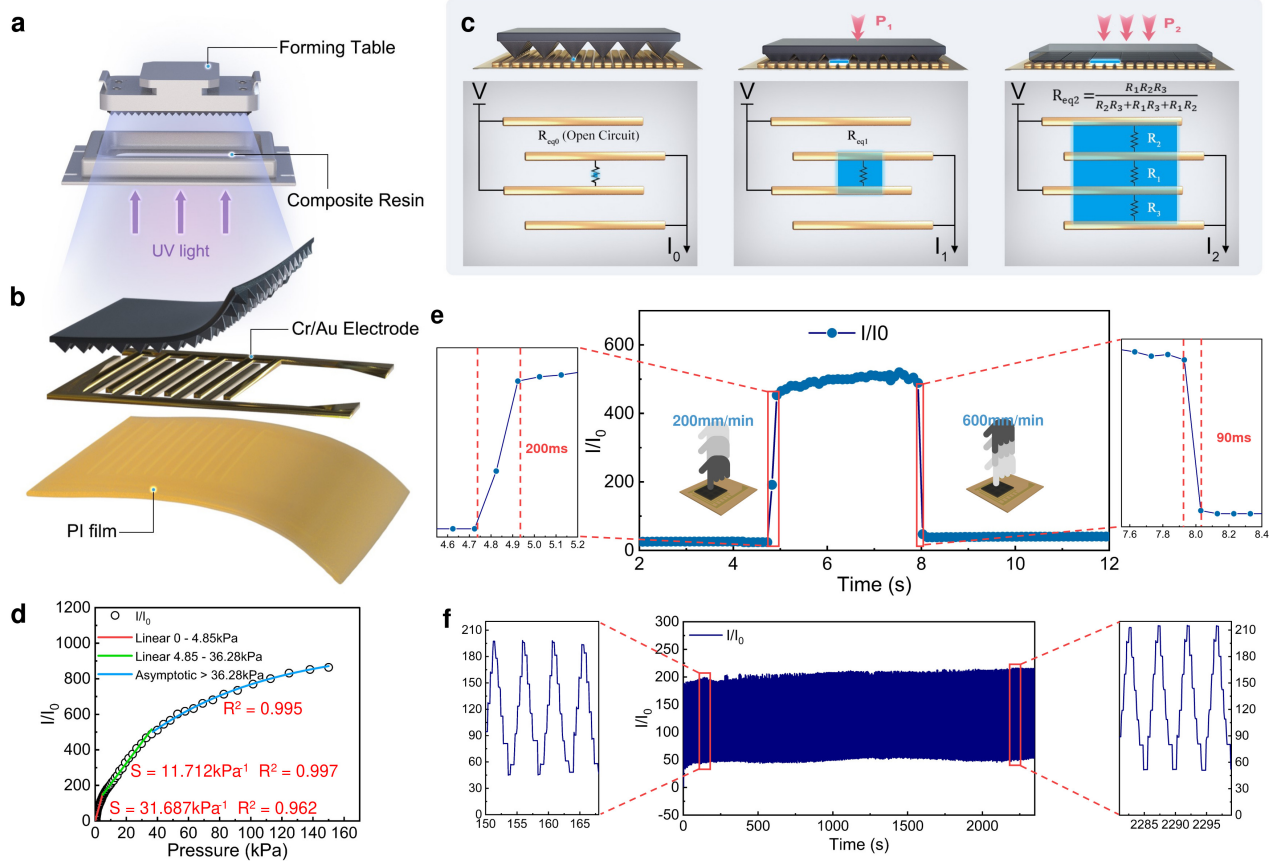 a
Forming Table
Composite Resin
UV light
b
Cr/Au Electrode
PI film
c
P1
P2
V
Req0 (Open Circuit)
I0
V
Req1
I1
V
Req2 = R1R2R3 / R2R3+R1R3+R1R2
R2
R1
R3
I2
d
I/I0
Linear 0 - 4.85kPa
Linear 4.85 - 36.28kPa
Asymptotic > 36.28kPa
R² = 0.995
S = 11.712kPa⁻¹ R² = 0.997
S = 31.687kPa⁻¹ R² = 0.962
I/I0
1200
1000
800
600
400
200
0
0 20 40 60 80 100 120 140 160
Pressure (kPa)
e
I/I0
200ms
4.6 4.7 4.8 4.9 5.0 5.1 5.2
I/I0
600
400
200
0
200mm/min
600mm/min
2 4 6 8 10 12
Time (s)
90ms
7.6 7.8 8.0 8.2 8.4
f
210
180
150
120
90
60
30
0
150 155 160 165
I/I0
I/I0
300
250
200
150
100
50
0
-50
0 500 1000 1500 2000
Time (s)
210
180
150
120
90
60
30
0
2285 2290 2295